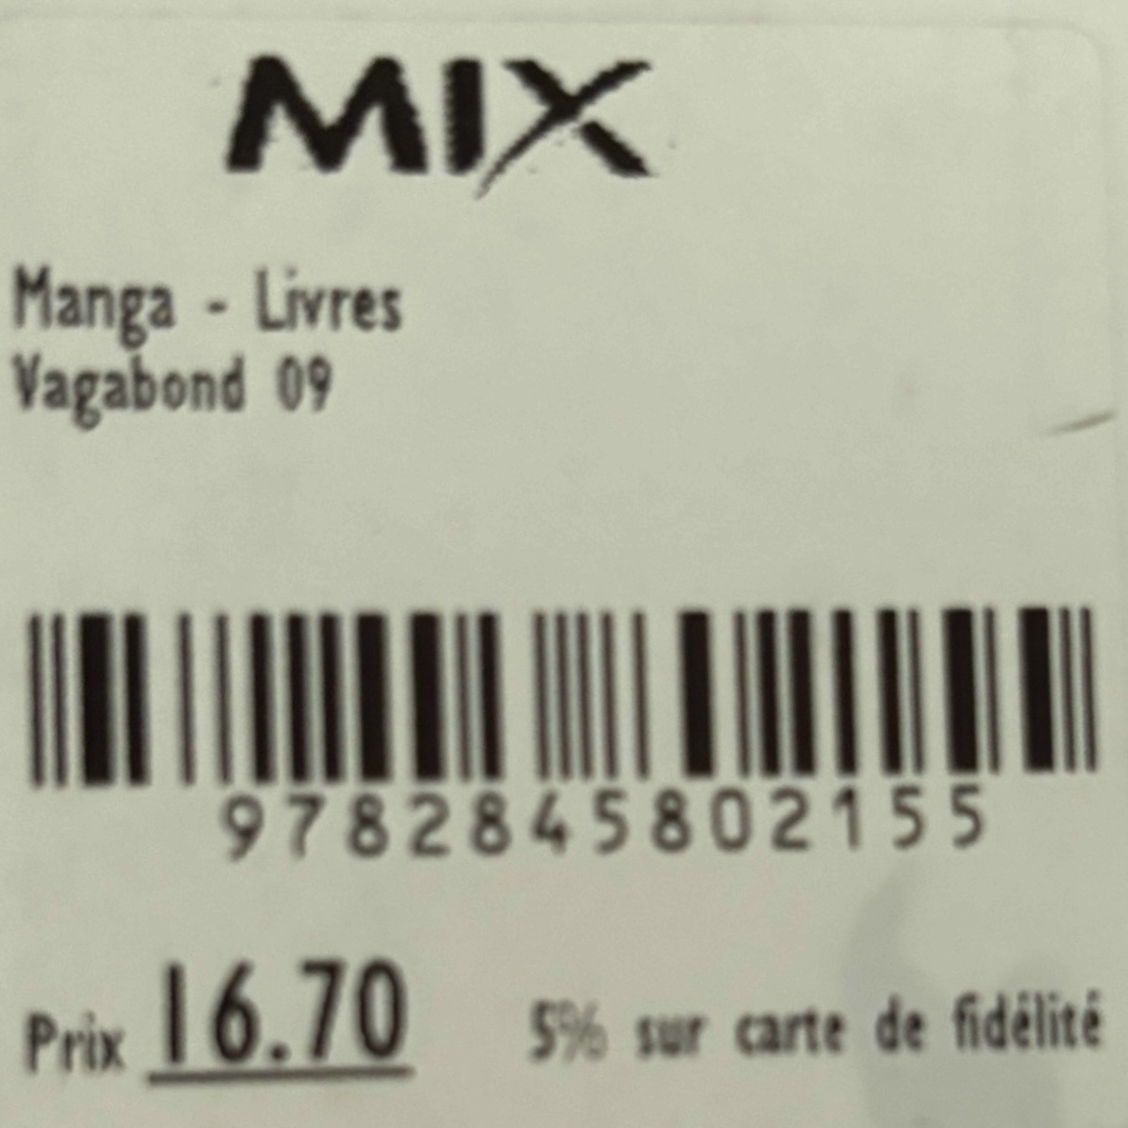 MIX
Manga - Livres
Vagabond 09
9782845802155
Prix 16.70 5% sur carte de fidélité